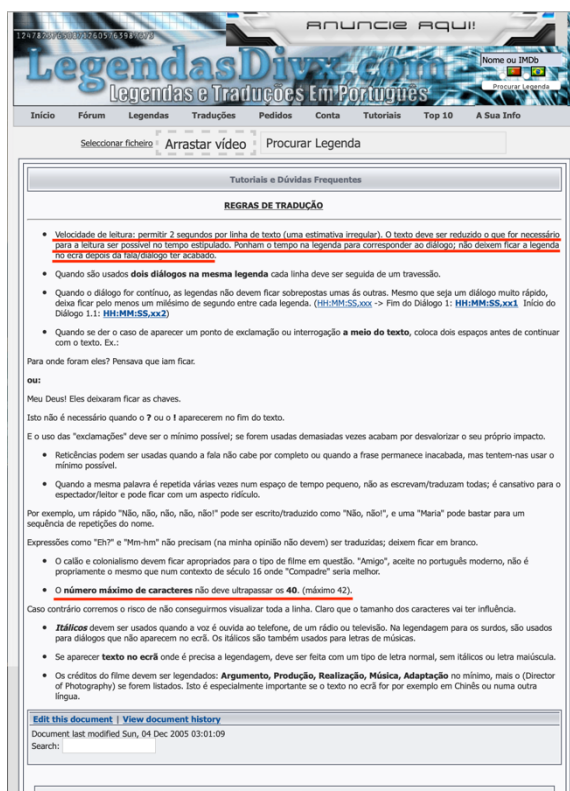 ANUNCIE AQUI!
LegendasDivx.com
Legendas e Traduções Em Português
Nome ou IMDb
Procurar Legenda
Início Fórum Legendas Traduções Pedidos Conta Tutoriais Top 10 A Sua Info
Seleccionar ficheiro Arrastar vídeo Procurar Legenda
Tutoriais e Dúvidas Frequentes
REGRAS DE TRADUÇÃO
• Velocidade de leitura: permitir 2 segundos por linha de texto (uma estimativa irregular). O texto deve ser reduzido o que for necessário
para a leitura ser possível no tempo estipulado. Ponham o tempo na legenda para corresponder ao diálogo; não deixem ficar a legenda
no ecrã depois da fala/diálogo ter acabado.
• Quando são usados dois diálogos na mesma legenda cada linha deve ser seguida de um travessão.
• Quando o diálogo for contínuo, as legendas não devem ficar sobrepostas umas ás outras. Mesmo que seja um diálogo muito rápido,
deixa ficar pelo menos um milésimo de segundo entre cada legenda. (HH:MM:SS,xxx -> Fim do Diálogo 1: HH:MM:SS,xx1 Início do
Diálogo 1.1: HH:MM:SS,xx2)
• Quando se der o caso de aparecer um ponto de exclamação ou interrogação a meio do texto, coloca dois espaços antes de continuar
com o texto. Ex.:
Para onde foram eles? Pensava que iam ficar.
ou:
Meu Deus! Eles deixaram ficar as chaves.
Isto não é necessário quando o ? ou o ! aparecerem no fim do texto.
E o uso das "exclamações" deve ser o mínimo possível; se forem usadas demasiadas vezes acabam por desvalorizar o seu próprio impacto.
• Reticências podem ser usadas quando a fala não cabe por completo ou quando a frase permanece inacabada, mas tentem-nas usar o
mínimo possível.
• Quando a mesma palavra é repetida várias vezes num espaço de tempo pequeno, não as escrevam/traduzam todas; é cansativo para o
espectador/leitor e pode ficar com um aspecto ridículo.
Por exemplo, um rápido "Não, não, não, não, não!" pode ser escrito/traduzido como "Não, não!", e uma "Maria" pode bastar para um
sequência de repetições do nome.
Expressões como "Eh?" e "Mm-hm" não precisam (na minha opinião não devem) ser traduzidas; deixem ficar em branco.
• O calão e colonialismo devem ficar apropriados para o tipo de filme em questão. "Amigo", aceite no português moderno, não é
propriamente o mesmo que num contexto de século 16 onde "Compadre" seria melhor.
• O número máximo de caracteres não deve ultrapassar os 40. (máximo 42).
Caso contrário corremos o risco de não conseguirmos visualizar toda a linha. Claro que o tamanho dos caracteres vai ter influência.
• Itálicos devem ser usados quando a voz é ouvida ao telefone, de um rádio ou televisão. Na legendagem para os surdos, são usados
para diálogos que não aparecem no ecrã. Os itálicos são também usados para letras de músicas.
• Se aparecer texto no ecrã onde é precisa a legendagem, deve ser feita com um tipo de letra normal, sem itálicos ou letra maiúscula.
• Os créditos do filme devem ser legendados: Argumento, Produção, Realização, Música, Adaptação no mínimo, mais o (Director
of Photography) se forem listados. Isto é especialmente importante se o texto no ecrã for por exemplo em Chinês ou numa outra
língua.
Edit this document | View document history
Document last modified Sun, 04 Dec 2005 03:01:09
Search: